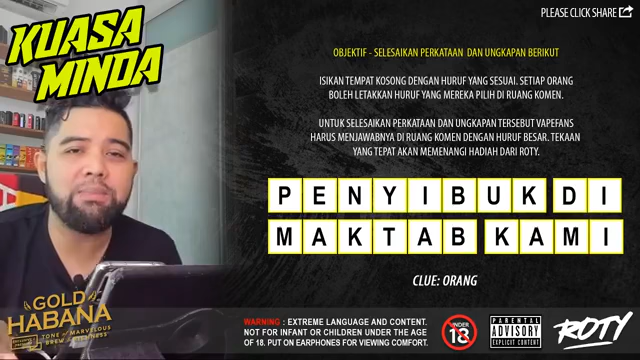 KUASA
MINDA
PLEASE CLICK SHARE
OBJEKTIF - SELESAIKAN PERKATAAN DAN UNGKAPAN BERIKUT
ISIKAN TEMPAT KOSONG DENGAN HURUF YANG SESUAI. SETIAP ORANG
BOLEH LETAKKAN HURUF YANG MEREKA PILIH DI RUANG KOMEN.
UNTUK SELESAIKAN PERKATAAN DAN UNGKAPAN TERSEBUT VAPEFANS
HARUS MENJAWABNYA DI RUANG KOMEN DENGAN HURUF BESAR. TEKAAN
YANG TEPAT AKAN MEMENANGI HADIAH DARI ROTY.
PENYIBUK DI
MAKTAB KAMI
CLUE: ORANG
GOLD
HABANA
TONE of MARVELOUS
WARNING : EXTREME LANGUAGE AND CONTENT.
NOT FOR INFANT OR CHILDREN UNDER THE AGE
OF 18. PUT ON EARPHONES FOR VIEWING COMFORT.
UNDER
18
PARENTAL
ADVISORY
EXPLICIT CONTENT
ROTY